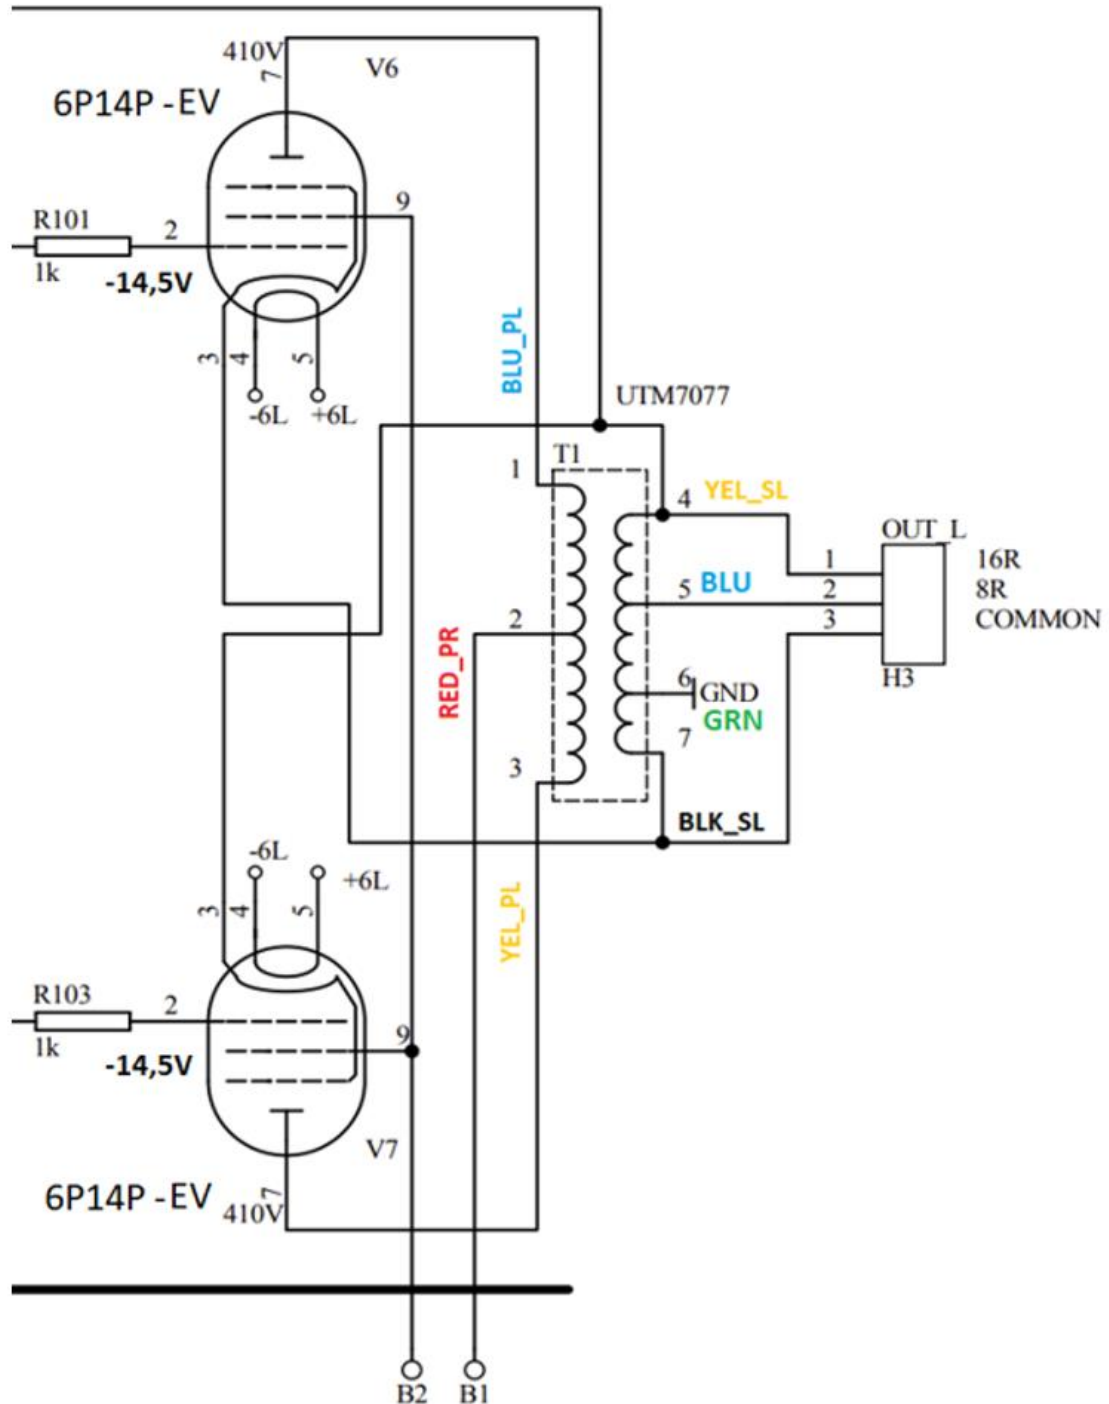 410V
7
V6
6P14P -EV
9
R101
2
1k
-14,5V
3
4
5
-6L
+6L
BLU_PL
UTM7077
T1
1
4
YEL_SL
OUT_L
1
16R
5
BLU
2
8R
2
3
COMMON
RED_PR
6
GND
H3
GRN
7
3
BLK_SL
-6L
+6L
3
4
5
YEL_PL
R103
2
1k
9
-14,5V
V7
6P14P -EV
7
410V
B2
B1